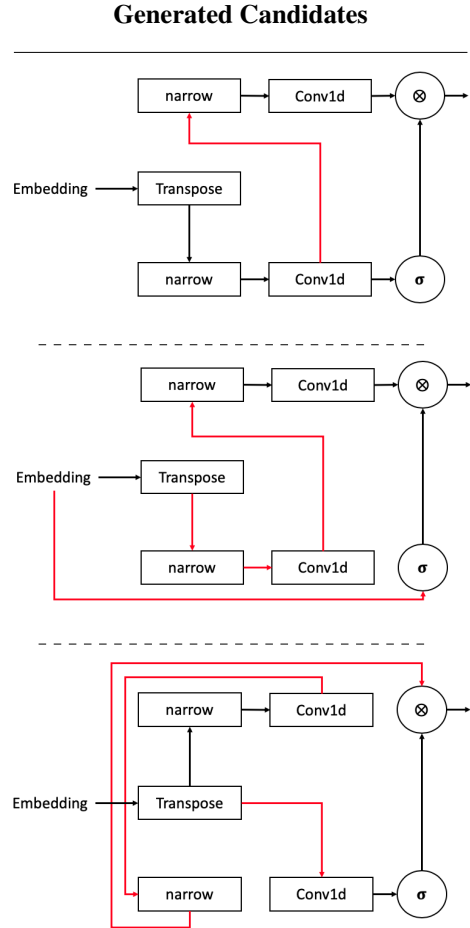 Generated Candidates
narrow Conv1d ⊗
Embedding Transpose
narrow Conv1d σ
narrow Conv1d ⊗
Embedding Transpose
narrow Conv1d σ
narrow Conv1d ⊗
Embedding Transpose
narrow Conv1d σ